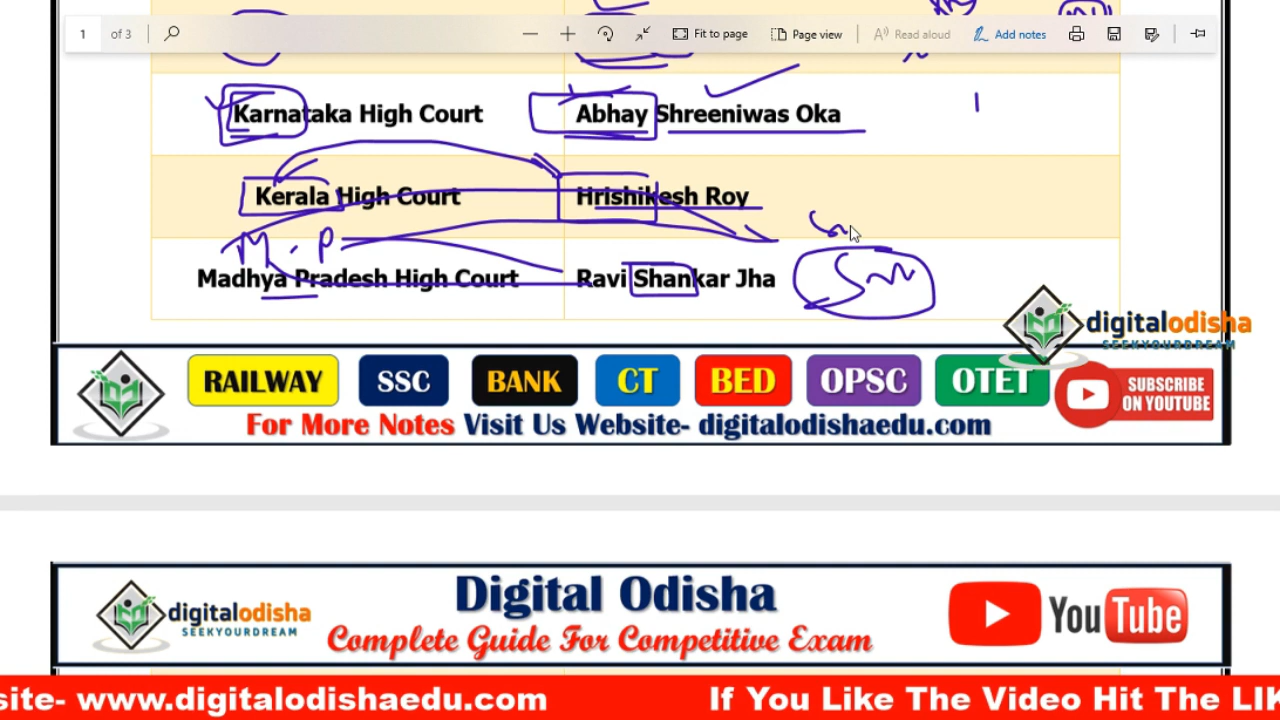 1 of 3 Fit to page Page view Read aloud Add notes
Karnataka High Court Abhay Shreeniwas Oka
Kerala High Court Hrishikesh Roy
M.P
Madhya Pradesh High Court Ravi Shankar Jha
digitalodisha
SEEKYOURDREAM
RAILWAY SSC BANK CT BED OPSC OTET
SUBSCRIBE
ON YOUTUBE
For More Notes Visit Us Website- digitalodishaedu.com
Digital Odisha
digitalodisha
SEEKYOURDREAM
Complete Guide For Competitive Exam
YouTube
site- www.digitalodishaedu.com If You Like The Video Hit The LIK